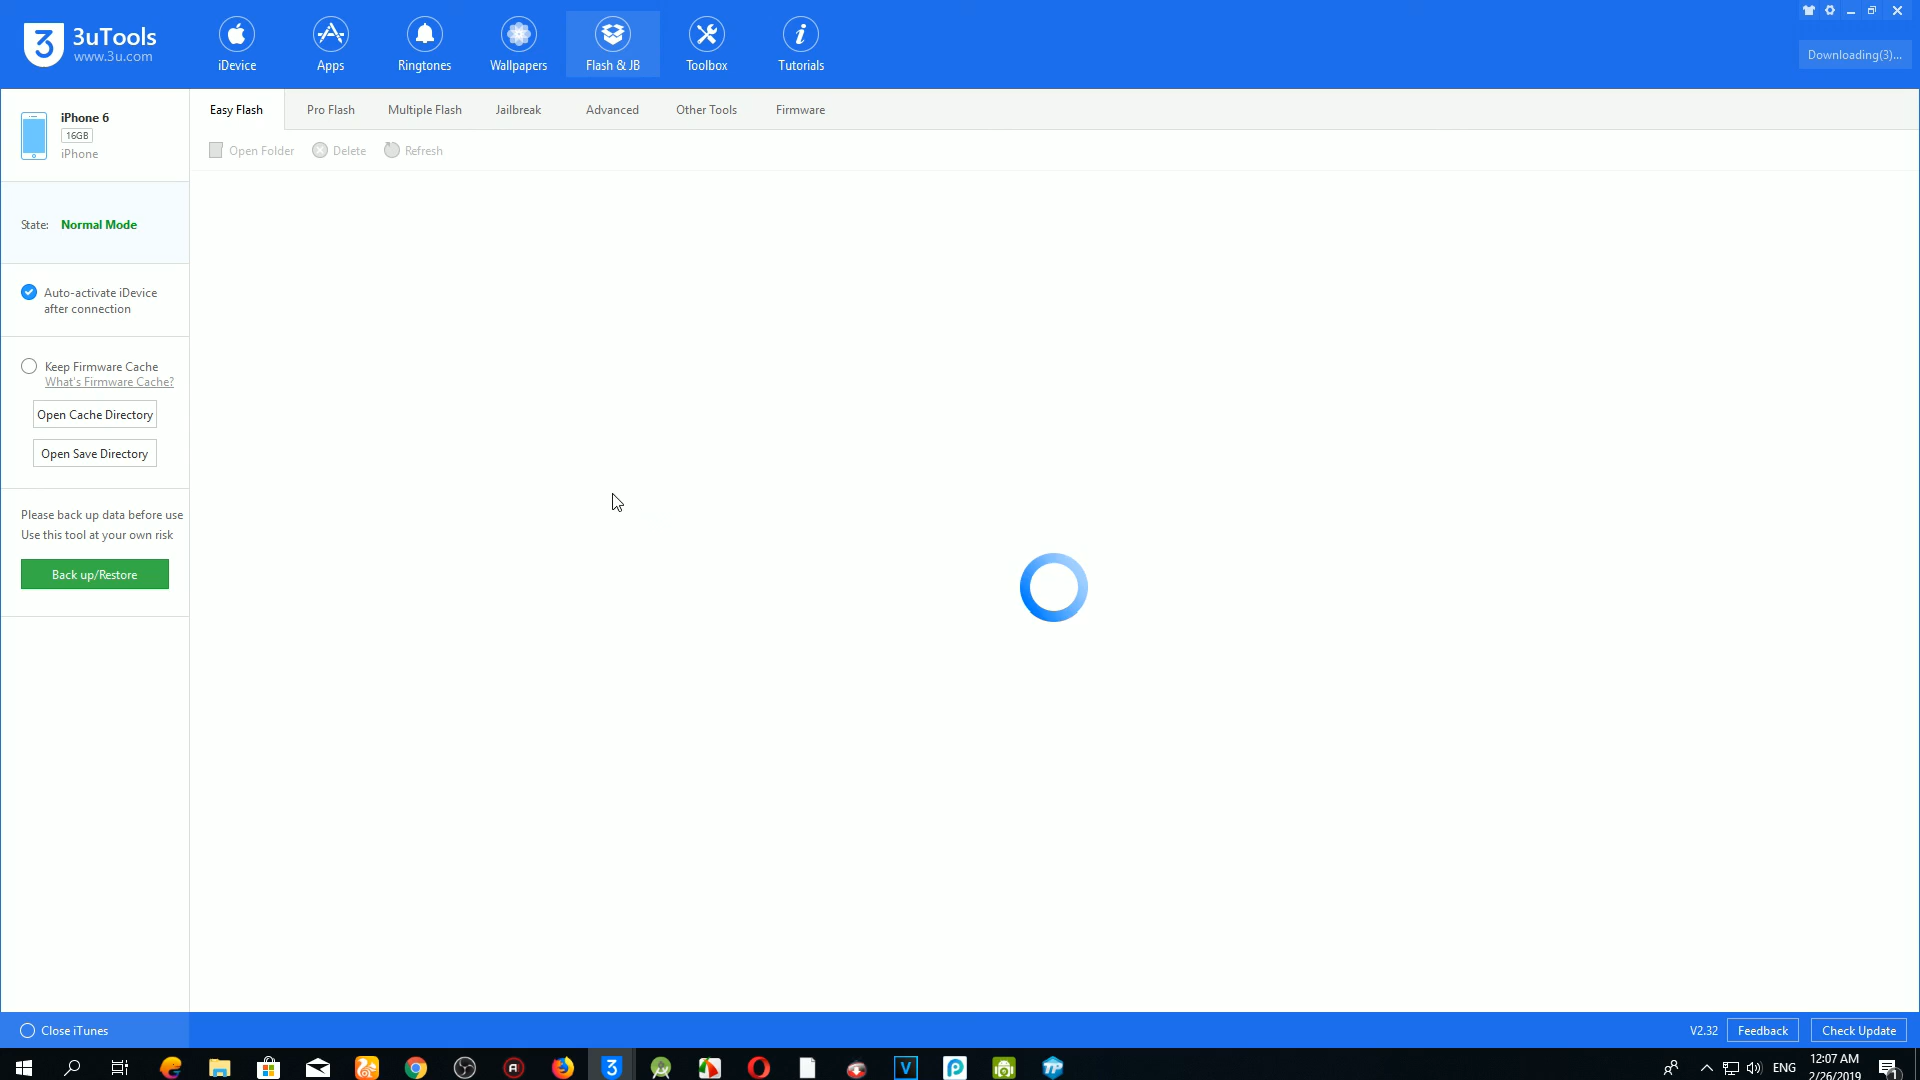 3uTools
www.3u.com
iDevice
Apps
Ringtones
Wallpapers
Flash & JB
Toolbox
Tutorials
Downloading(3)...
iPhone 6
16GB
iPhone
Easy Flash
Pro Flash
Multiple Flash
Jailbreak
Advanced
Other Tools
Firmware
Open Folder
Delete
Refresh
State: Normal Mode
Auto-activate iDevice
after connection
Keep Firmware Cache
What's Firmware Cache?
Open Cache Directory
Open Save Directory
Please back up data before use
Use this tool at your own risk
Back up/Restore
Close iTunes
V2.32
Feedback
Check Update
ENG
12:07 AM
2/26/2019